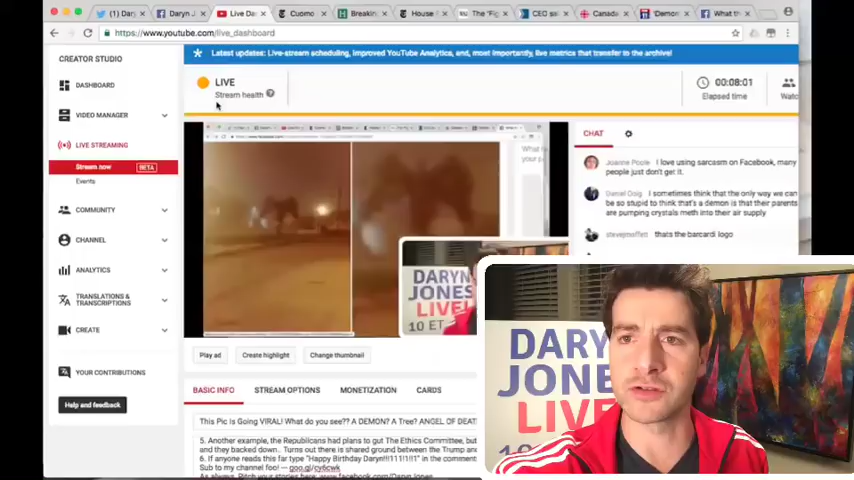 (1) Dary
Daryn J
Live Da
Cuomo
Breakin
House
The "Fig
CEO se
Canada
'Demon
What th
https://www.youtube.com/live_dashboard
CREATOR STUDIO
Latest updates: Live-stream scheduling, improved YouTube Analytics, and, most importantly, live metrics that transfer to the archive!
DASHBOARD
VIDEO MANAGER
LIVE STREAMING
Stream now BETA
Events
COMMUNITY
CHANNEL
ANALYTICS
TRANSLATIONS &
TRANSCRIPTIONS
CREATE
YOUR CONTRIBUTIONS
Help and feedback
LIVE
Stream health
00:08:01
Elapsed time
Watc
What
your
DARYN
JONES
LIVE!
10 ET
CHAT
Joanne Poole I love using sarcasm on Facebook, many
people just don't get it.
Daniel Doig I sometimes think that the only way we can
be so stupid to think that's a demon is that their parents
are pumping crystals meth into their air supply
stevejmoffett thats the barcardi logo
Play ad
Create highlight
Change thumbnail
BASIC INFO
STREAM OPTIONS
MONETIZATION
CARDS
This Pic Is Going VIRAL! What do you see?? A DEMON? A Tree? ANGEL OF DEAT
5. Another example, the Republicans had plans to gut The Ethics Committee, but
and they backed down. Turns out there is shared ground between the Trump and
6. If anyone reads this far type "Happy Birthday Daryn!!!111!1!!1" in the comment
Sub to my channel foo! -- goo.gl/cy6cwk
DARY
JONE
LIVE
10